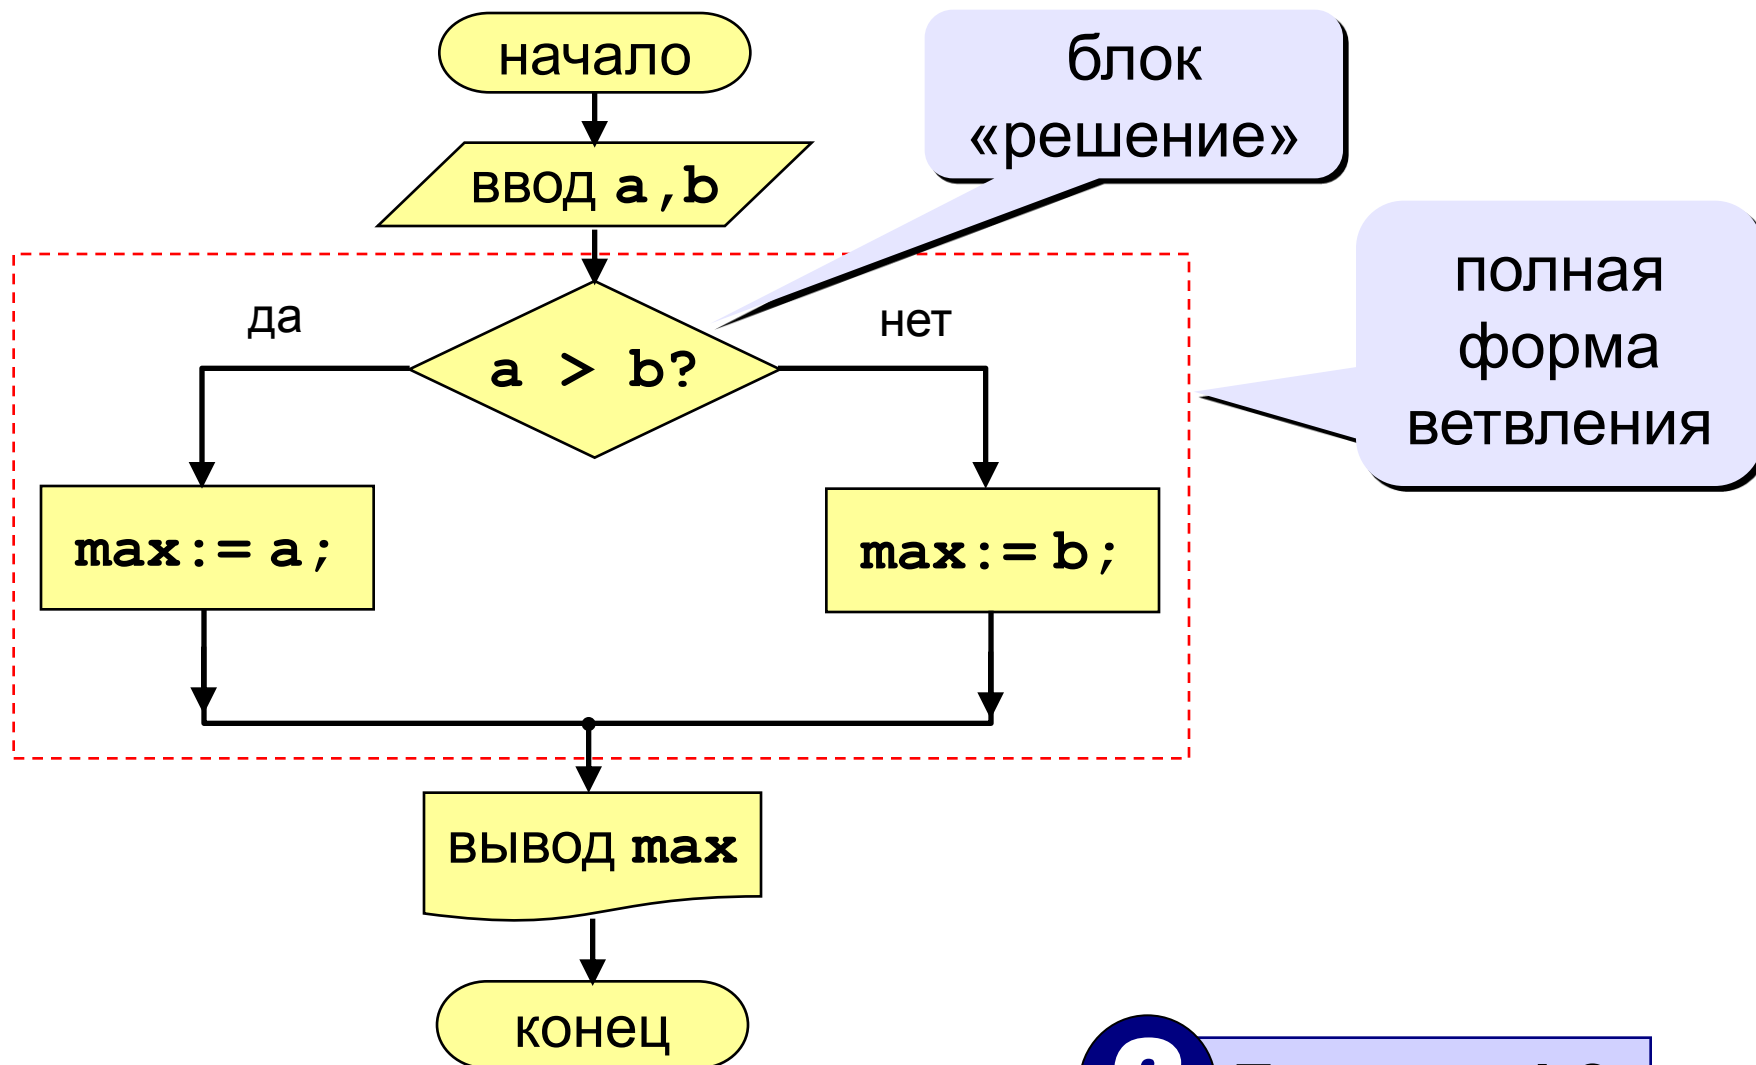 начало
блок
«решение»
ввод a,b
полная
форма
ветвления
да
нет
a > b?
max:= a;
max:= b;
вывод max
конец